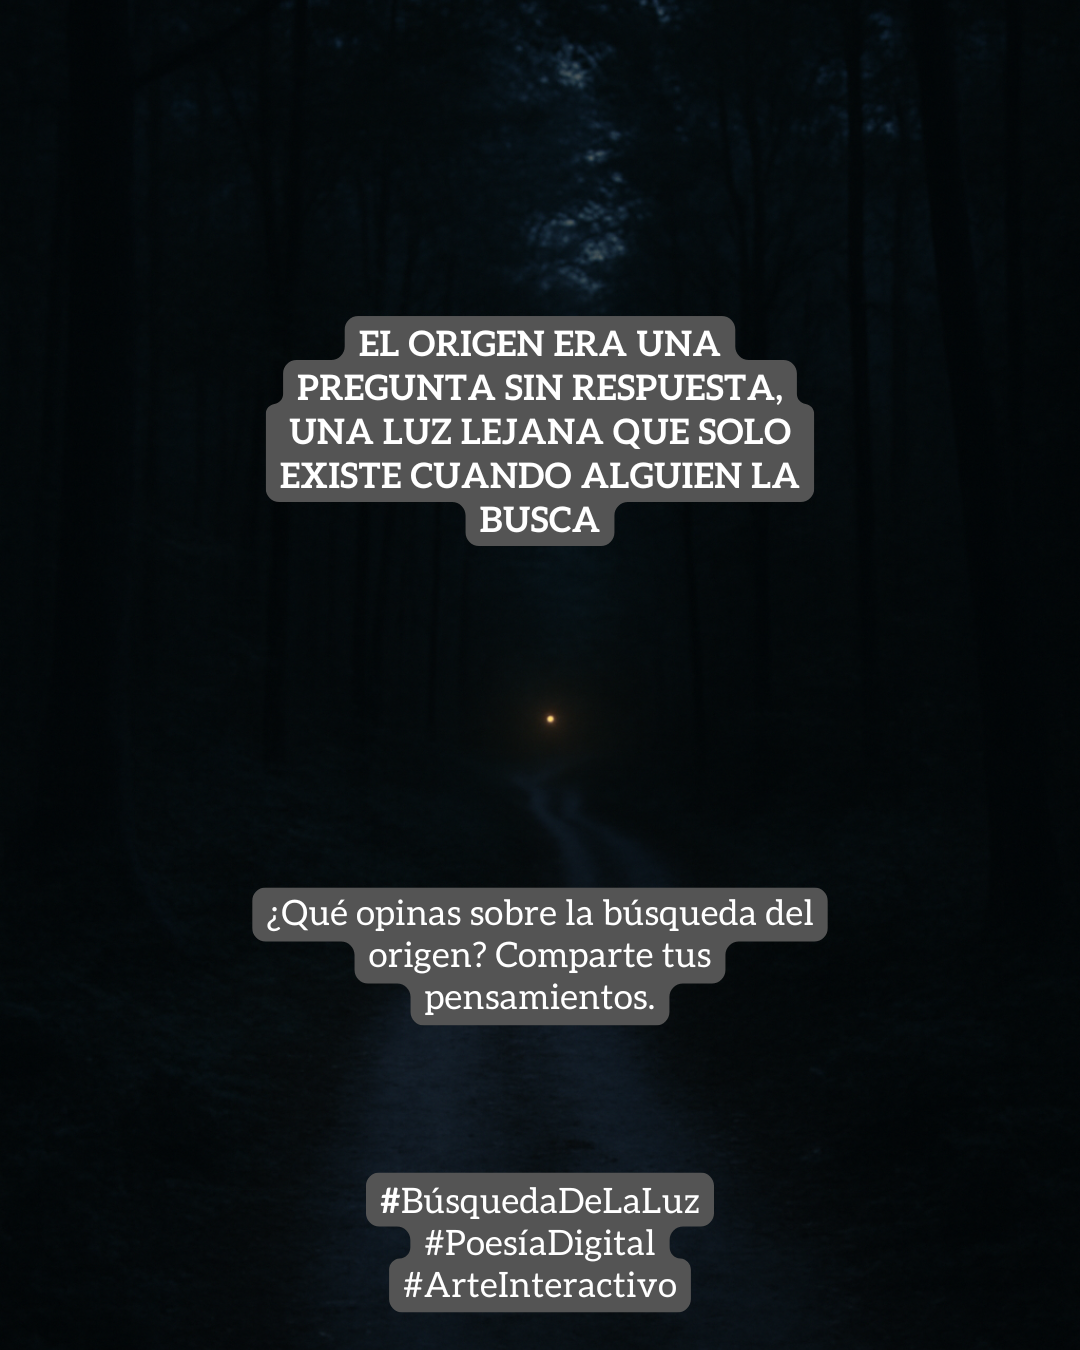 EL ORIGEN ERA UNA
PREGUNTA SIN RESPUESTA,
UNA LUZ LEJANA QUE SOLO
EXISTE CUANDO ALGUIEN LA
BUSCA
¿Qué opinas sobre la búsqueda del
origen? Comparte tus
pensamientos.
#BúsquedaDeLaLuz
#PoesíaDigital
#ArteInteractivo